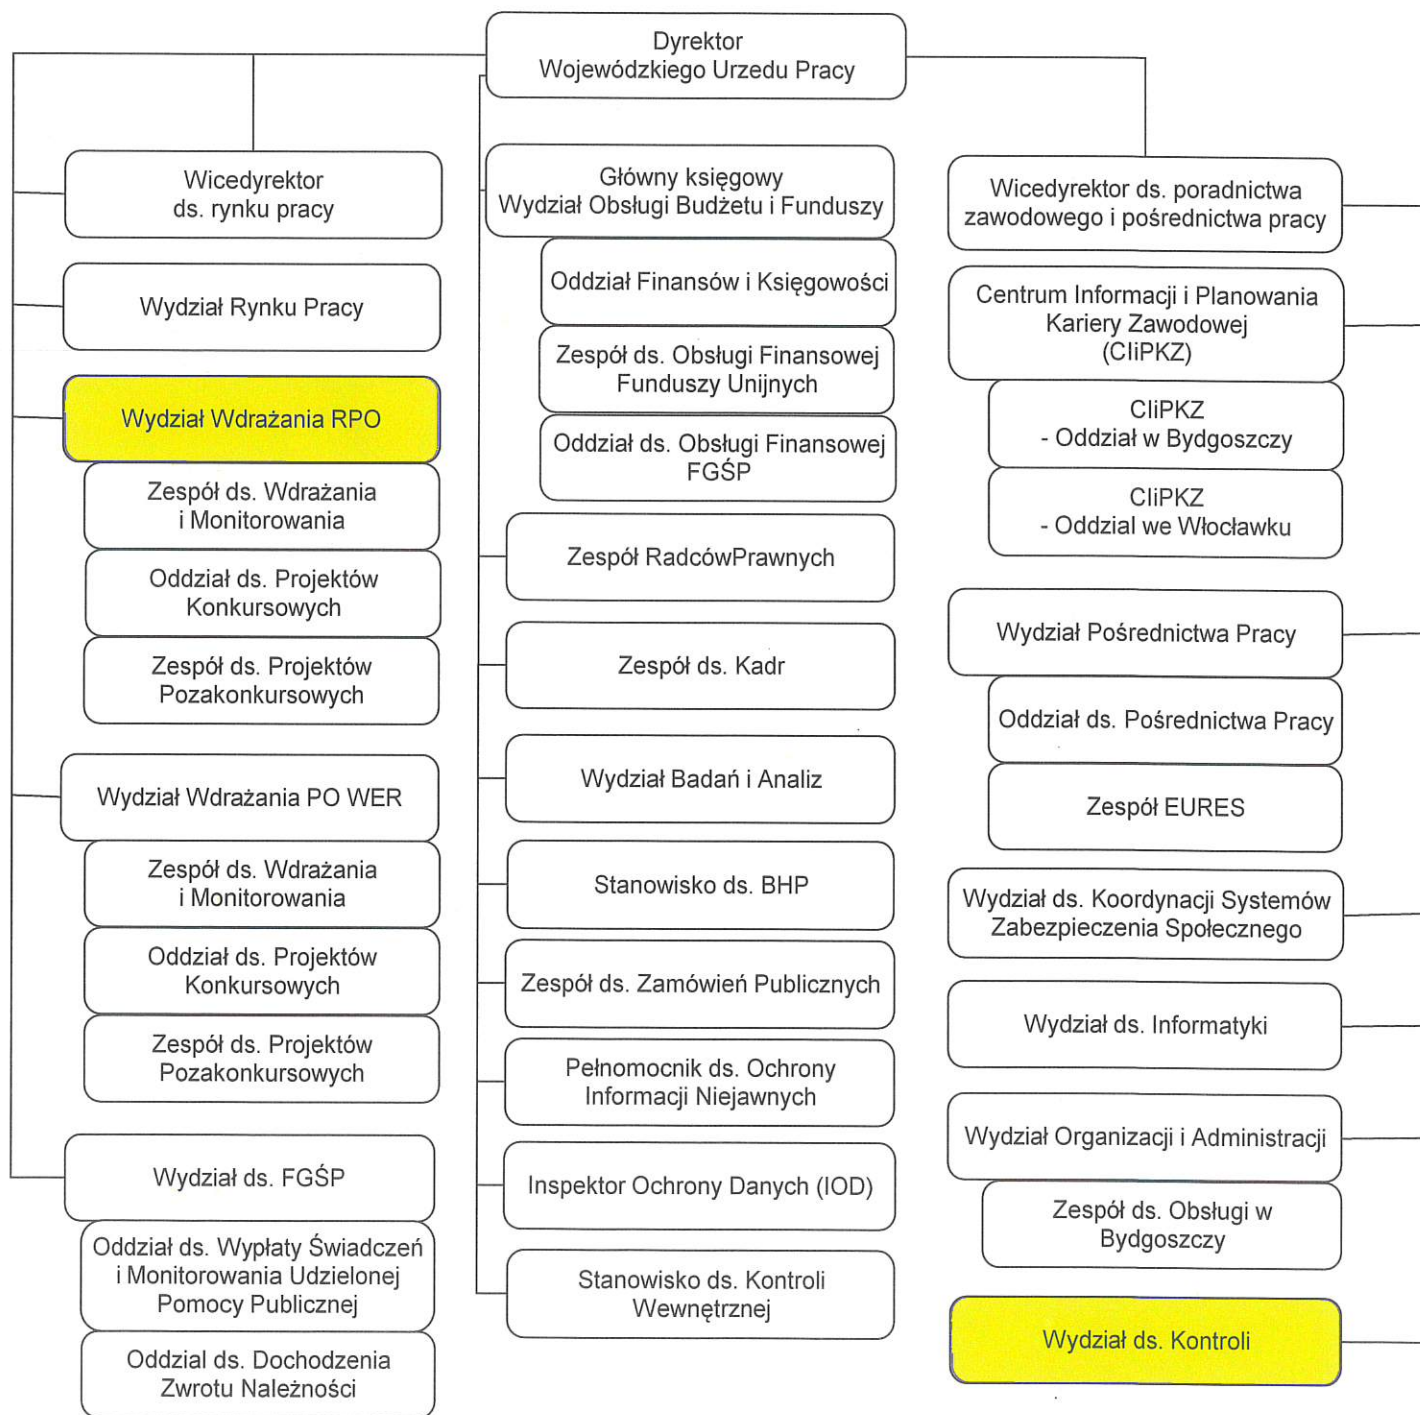 Dyrektor
Wojewódzkiego Urzedu Pracy
Wicedyrektor
ds. rynku pracy
Wydział Rynku Pracy
Wydział Wdrażania RPO
Zespół ds. Wdrażania
i Monitorowania
Oddział ds. Projektów
Konkursowych
Zespół ds. Projektów
Pozakonkursowych
Wydział Wdrażania PO WER
Zespół ds. Wdrażania
i Monitorowania
Oddział ds. Projektów
Konkursowych
Zespół ds. Projektów
Pozakonkursowych
Wydział ds. FGŚP
Oddział ds. Wypłaty Świadczeń
i Monitorowania Udzielonej
Pomocy Publicznej
Oddzial ds. Dochodzenia
Zwrotu Należności
Główny księgowy
Wydział Obsługi Budżetu i Funduszy
Oddział Finansów i Księgowości
Zespół ds. Obsługi Finansowej
Funduszy Unijnych
Oddział ds. Obsługi Finansowej
FGŚP
Zespół RadcówPrawnych
Zespół ds. Kadr
Wydział Badań i Analiz
Stanowisko ds. BHP
Zespół ds. Zamówień Publicznych
Pełnomocnik ds. Ochrony
Informacji Niejawnych
Inspektor Ochrony Danych (IOD)
Stanowisko ds. Kontroli
Wewnętrznej
Wicedyrektor ds. poradnictwa
zawodowego i pośrednictwa pracy
Centrum Informacji i Planowania
Kariery Zawodowej
(CIiPKZ)
CIiPKZ
- Oddział w Bydgoszczy
CIiPKZ
- Oddzial we Włocławku
Wydział Pośrednictwa Pracy
Oddział ds. Pośrednictwa Pracy
Zespół EURES
Wydział ds. Koordynacji Systemów
Zabezpieczenia Społecznego
Wydział ds. Informatyki
Wydział Organizacji i Administracji
Zespół ds. Obsługi w
Bydgoszczy
Wydział ds. Kontroli